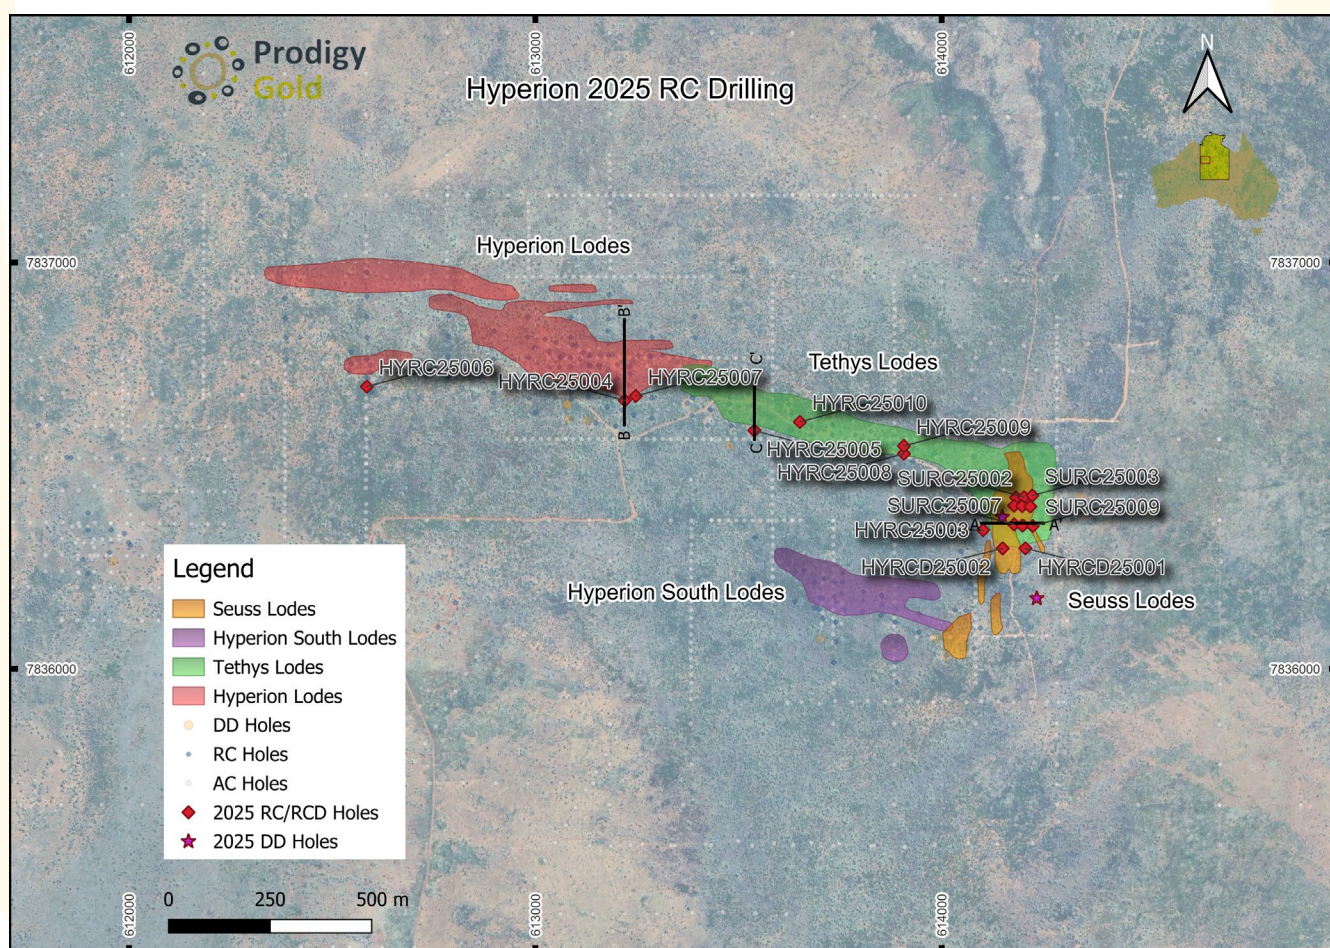 Prodigy
Gold
Hyperion 2025 RC Drilling
N
612000
613000
614000
7837000
7837000
Hyperion Lodes
B'
Tethys Lodes
C'
HYRC25006
HYRC25004
HYRC25007
HYRC25010
HYRC25009
B
C
HYRC25005
HYRC25008
SURC25002
SURC25003
SURC25007
SURC25009
A
A'
HYRC25003
HYRCD25002
HYRCD25001
Hyperion South Lodes
Seuss Lodes
7836000
7836000
Legend
Seuss Lodes
Hyperion South Lodes
Tethys Lodes
Hyperion Lodes
DD Holes
RC Holes
AC Holes
2025 RC/RCD Holes
2025 DD Holes
0 250 500 m
612000
613000
614000